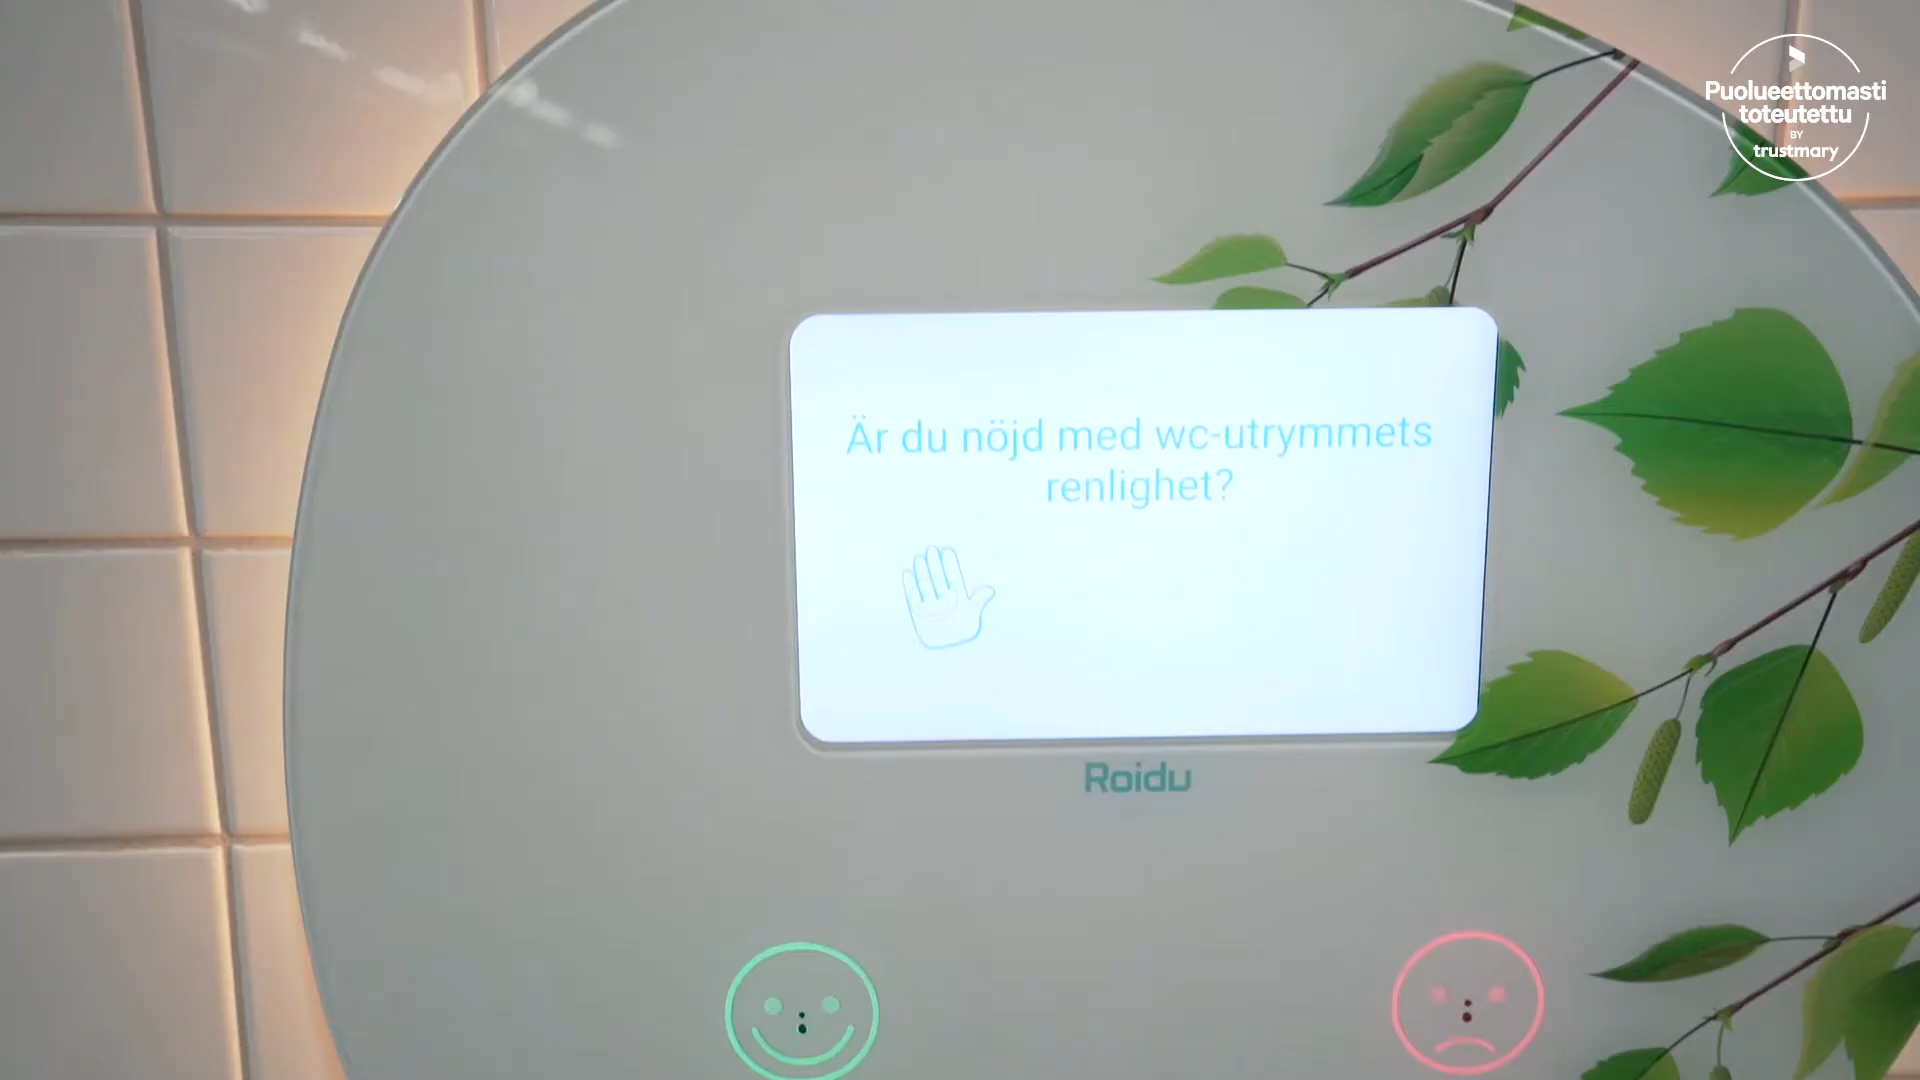 Puolueettomasti
toteutettu
BY
trustmary
Är du nöjd med wc-utrymmets
renlighet?
Roidu